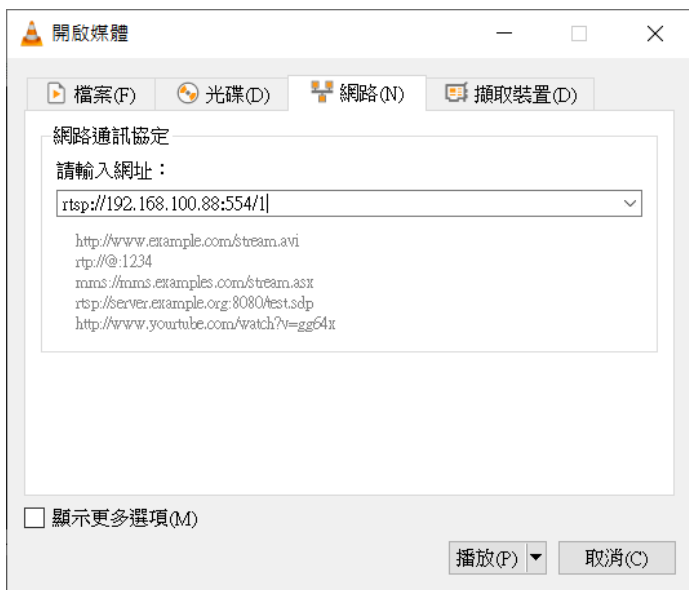 開啟媒體
檔案(F) 光碟(D) 網路(N) 擷取裝置(D)
網路通訊協定
請輸入網址：
rtsp://192.168.100.88:554/1
http://www.example.com/stream.avi
rtp://@:1234
mms://mms.examples.com/stream.asx
rtsp://server.example.org:8080/test.sdp
http://www.yourtube.com/watch?v=gg64x
顯示更多選項(M)
播放(P) 取消(C)